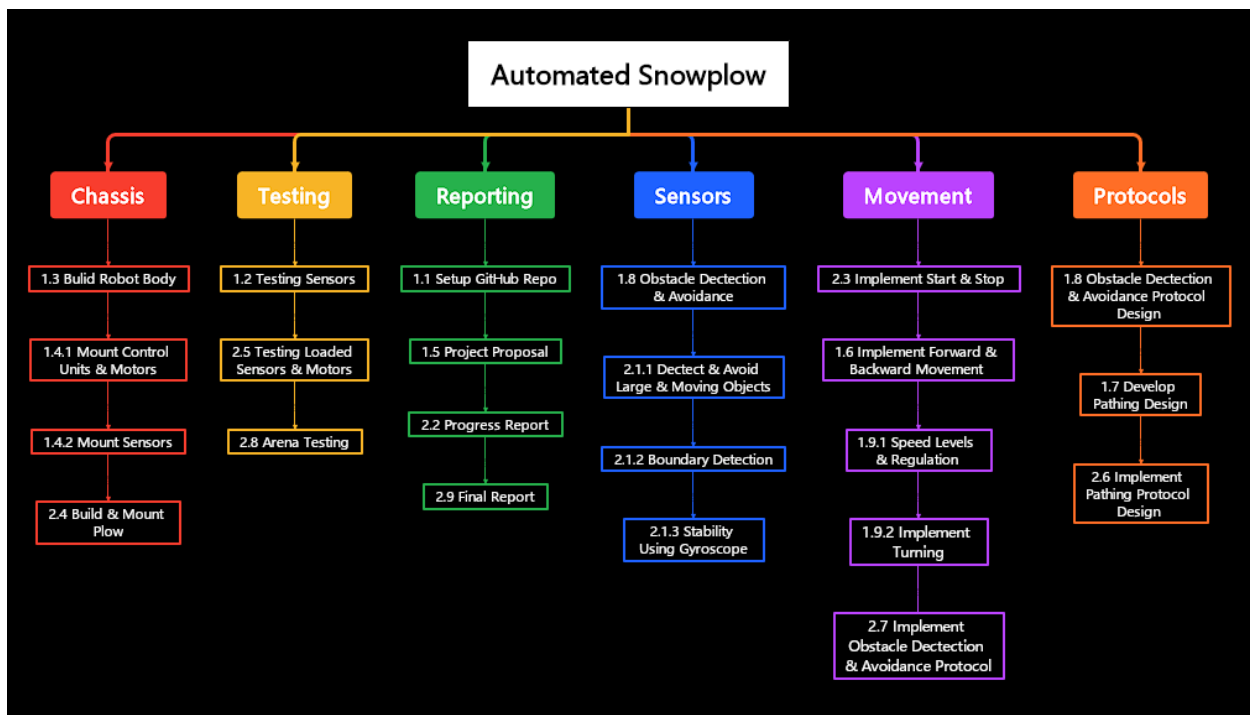 Automated Snowplow
Chassis
Testing
Reporting
Sensors
Movement
Protocols
1.3 Bulid Robot Body
1.4.1 Mount Control
Units & Motors
1.4.2 Mount Sensors
2.4 Build & Mount
Plow
1.2 Testing Sensors
2.5 Testing Loaded
Sensors & Motors
2.8 Arena Testing
1.1 Setup GitHub Repo
1.5 Project Proposal
2.2 Progress Report
2.9 Final Report
1.8 Obstacle Dectection
& Avoidance
2.1.1 Dectect & Avoid
Large & Moving Objects
2.1.2 Boundary Detection
2.1.3 Stability
Using Gyroscope
2.3 Implement Start & Stop
1.6 Implement Forward &
Backward Movement
1.9.1 Speed Levels
& Regulation
1.9.2 Implement
Turning
2.7 Implement
Obstacle Dectection
& Avoidance Protocol
1.8 Obstacle Dectection
& Avoidance Protocol
Design
1.7 Develop
Pathing Design
2.6 Implement
Pathing Protocol
Design